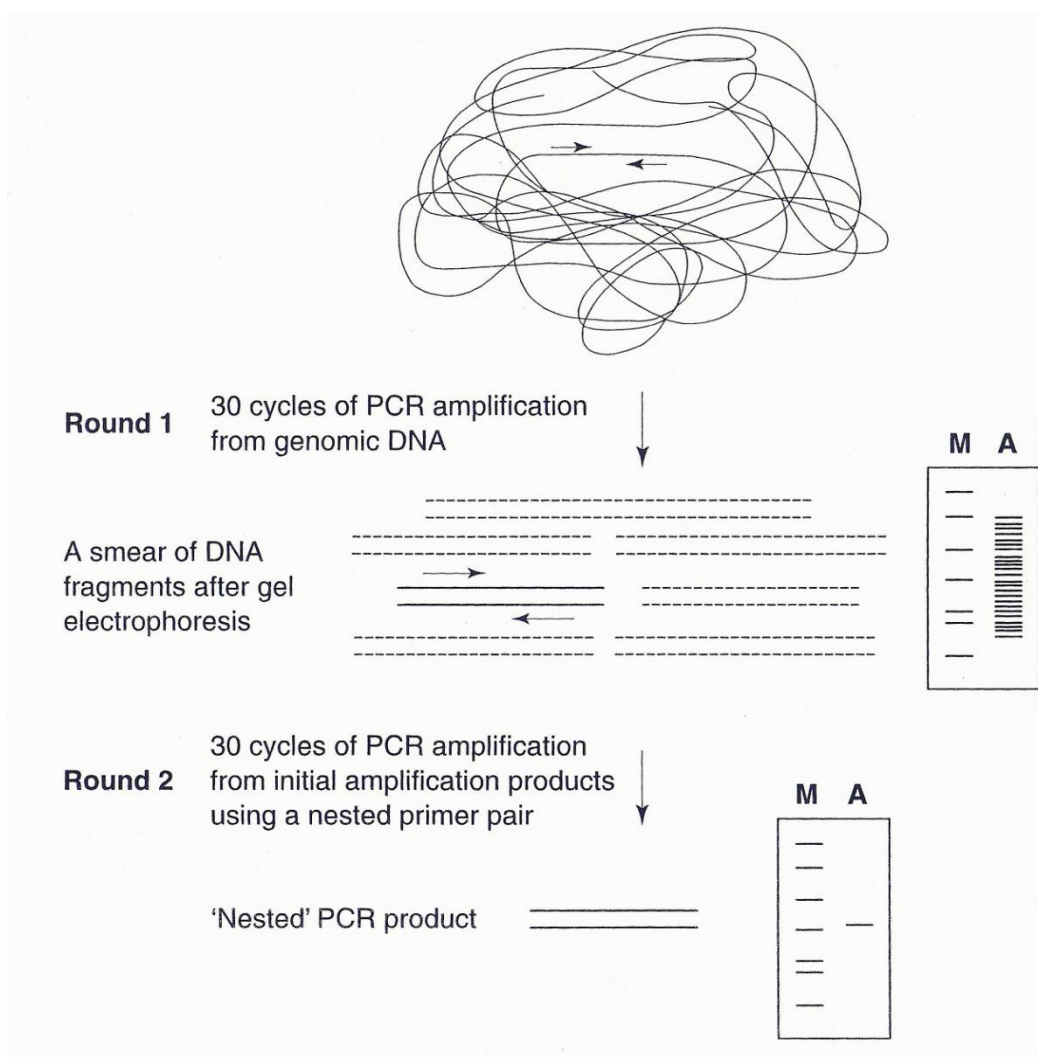 Round 1
30 cycles of PCR amplification
from genomic DNA
M A
A smear of DNA
fragments after gel
electrophoresis
Round 2
30 cycles of PCR amplification
from initial amplification products
using a nested primer pair
M A
‘Nested’ PCR product